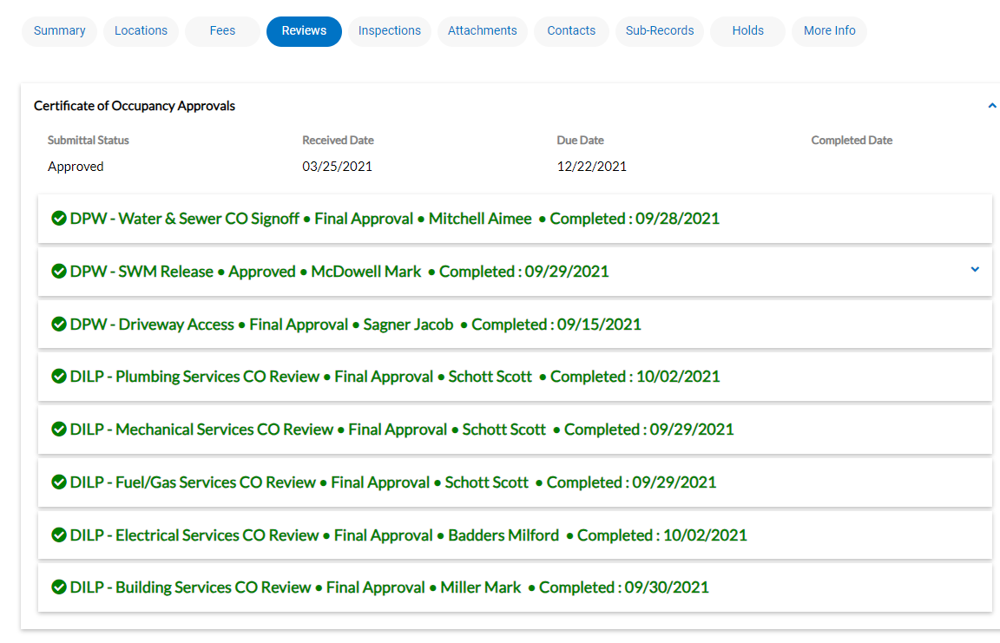 Summary Locations Fees Reviews Inspections Attachments Contacts Sub-Records Holds More Info
Certificate of Occupancy Approvals
Submittal Status Received Date Due Date Completed Date
Approved 03/25/2021 12/22/2021
DPW - Water & Sewer CO Signoff • Final Approval • Mitchell Aimee • Completed : 09/28/2021
DPW - SWM Release • Approved • McDowell Mark • Completed : 09/29/2021
DPW - Driveway Access • Final Approval • Sagner Jacob • Completed : 09/15/2021
DILP - Plumbing Services CO Review • Final Approval • Schott Scott • Completed : 10/02/2021
DILP - Mechanical Services CO Review • Final Approval • Schott Scott • Completed : 09/29/2021
DILP - Fuel/Gas Services CO Review • Final Approval • Schott Scott • Completed : 09/29/2021
DILP - Electrical Services CO Review • Final Approval • Badders Milford • Completed : 10/02/2021
DILP - Building Services CO Review • Final Approval • Miller Mark • Completed : 09/30/2021